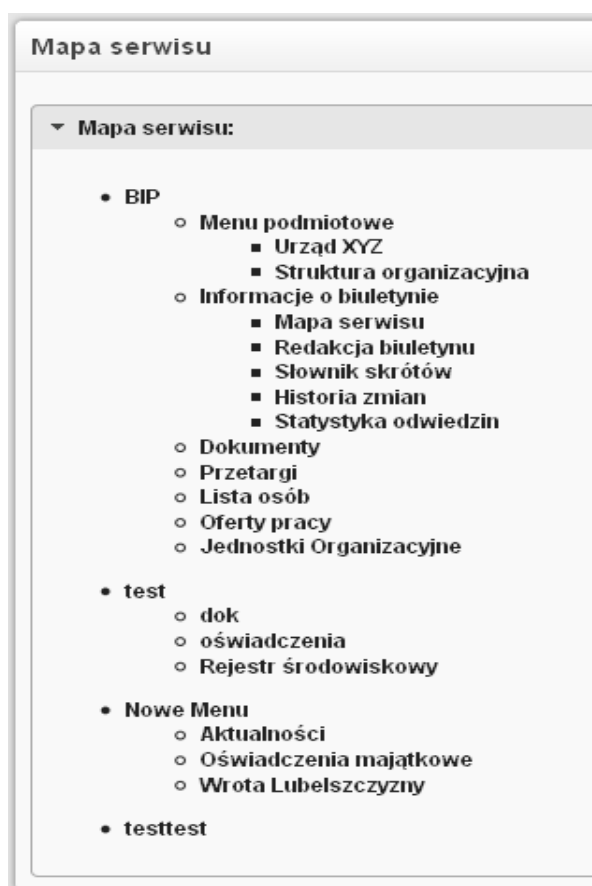 Mapa serwisu
Mapa serwisu:
BIP
Menu podmiotowe
Urząd XYZ
Struktura organizacyjna
Informacje o biuletynie
Mapa serwisu
Redakcja biuletynu
Słownik skrótów
Historia zmian
Statystyka odwiedzin
Dokumenty
Przetargi
Lista osób
Oferty pracy
Jednostki Organizacyjne
test
dok
oświadczenia
Rejestr środowiskowy
Nowe Menu
Aktualności
Oświadczenia majątkowe
Wrota Lubelszczyzny
testtest